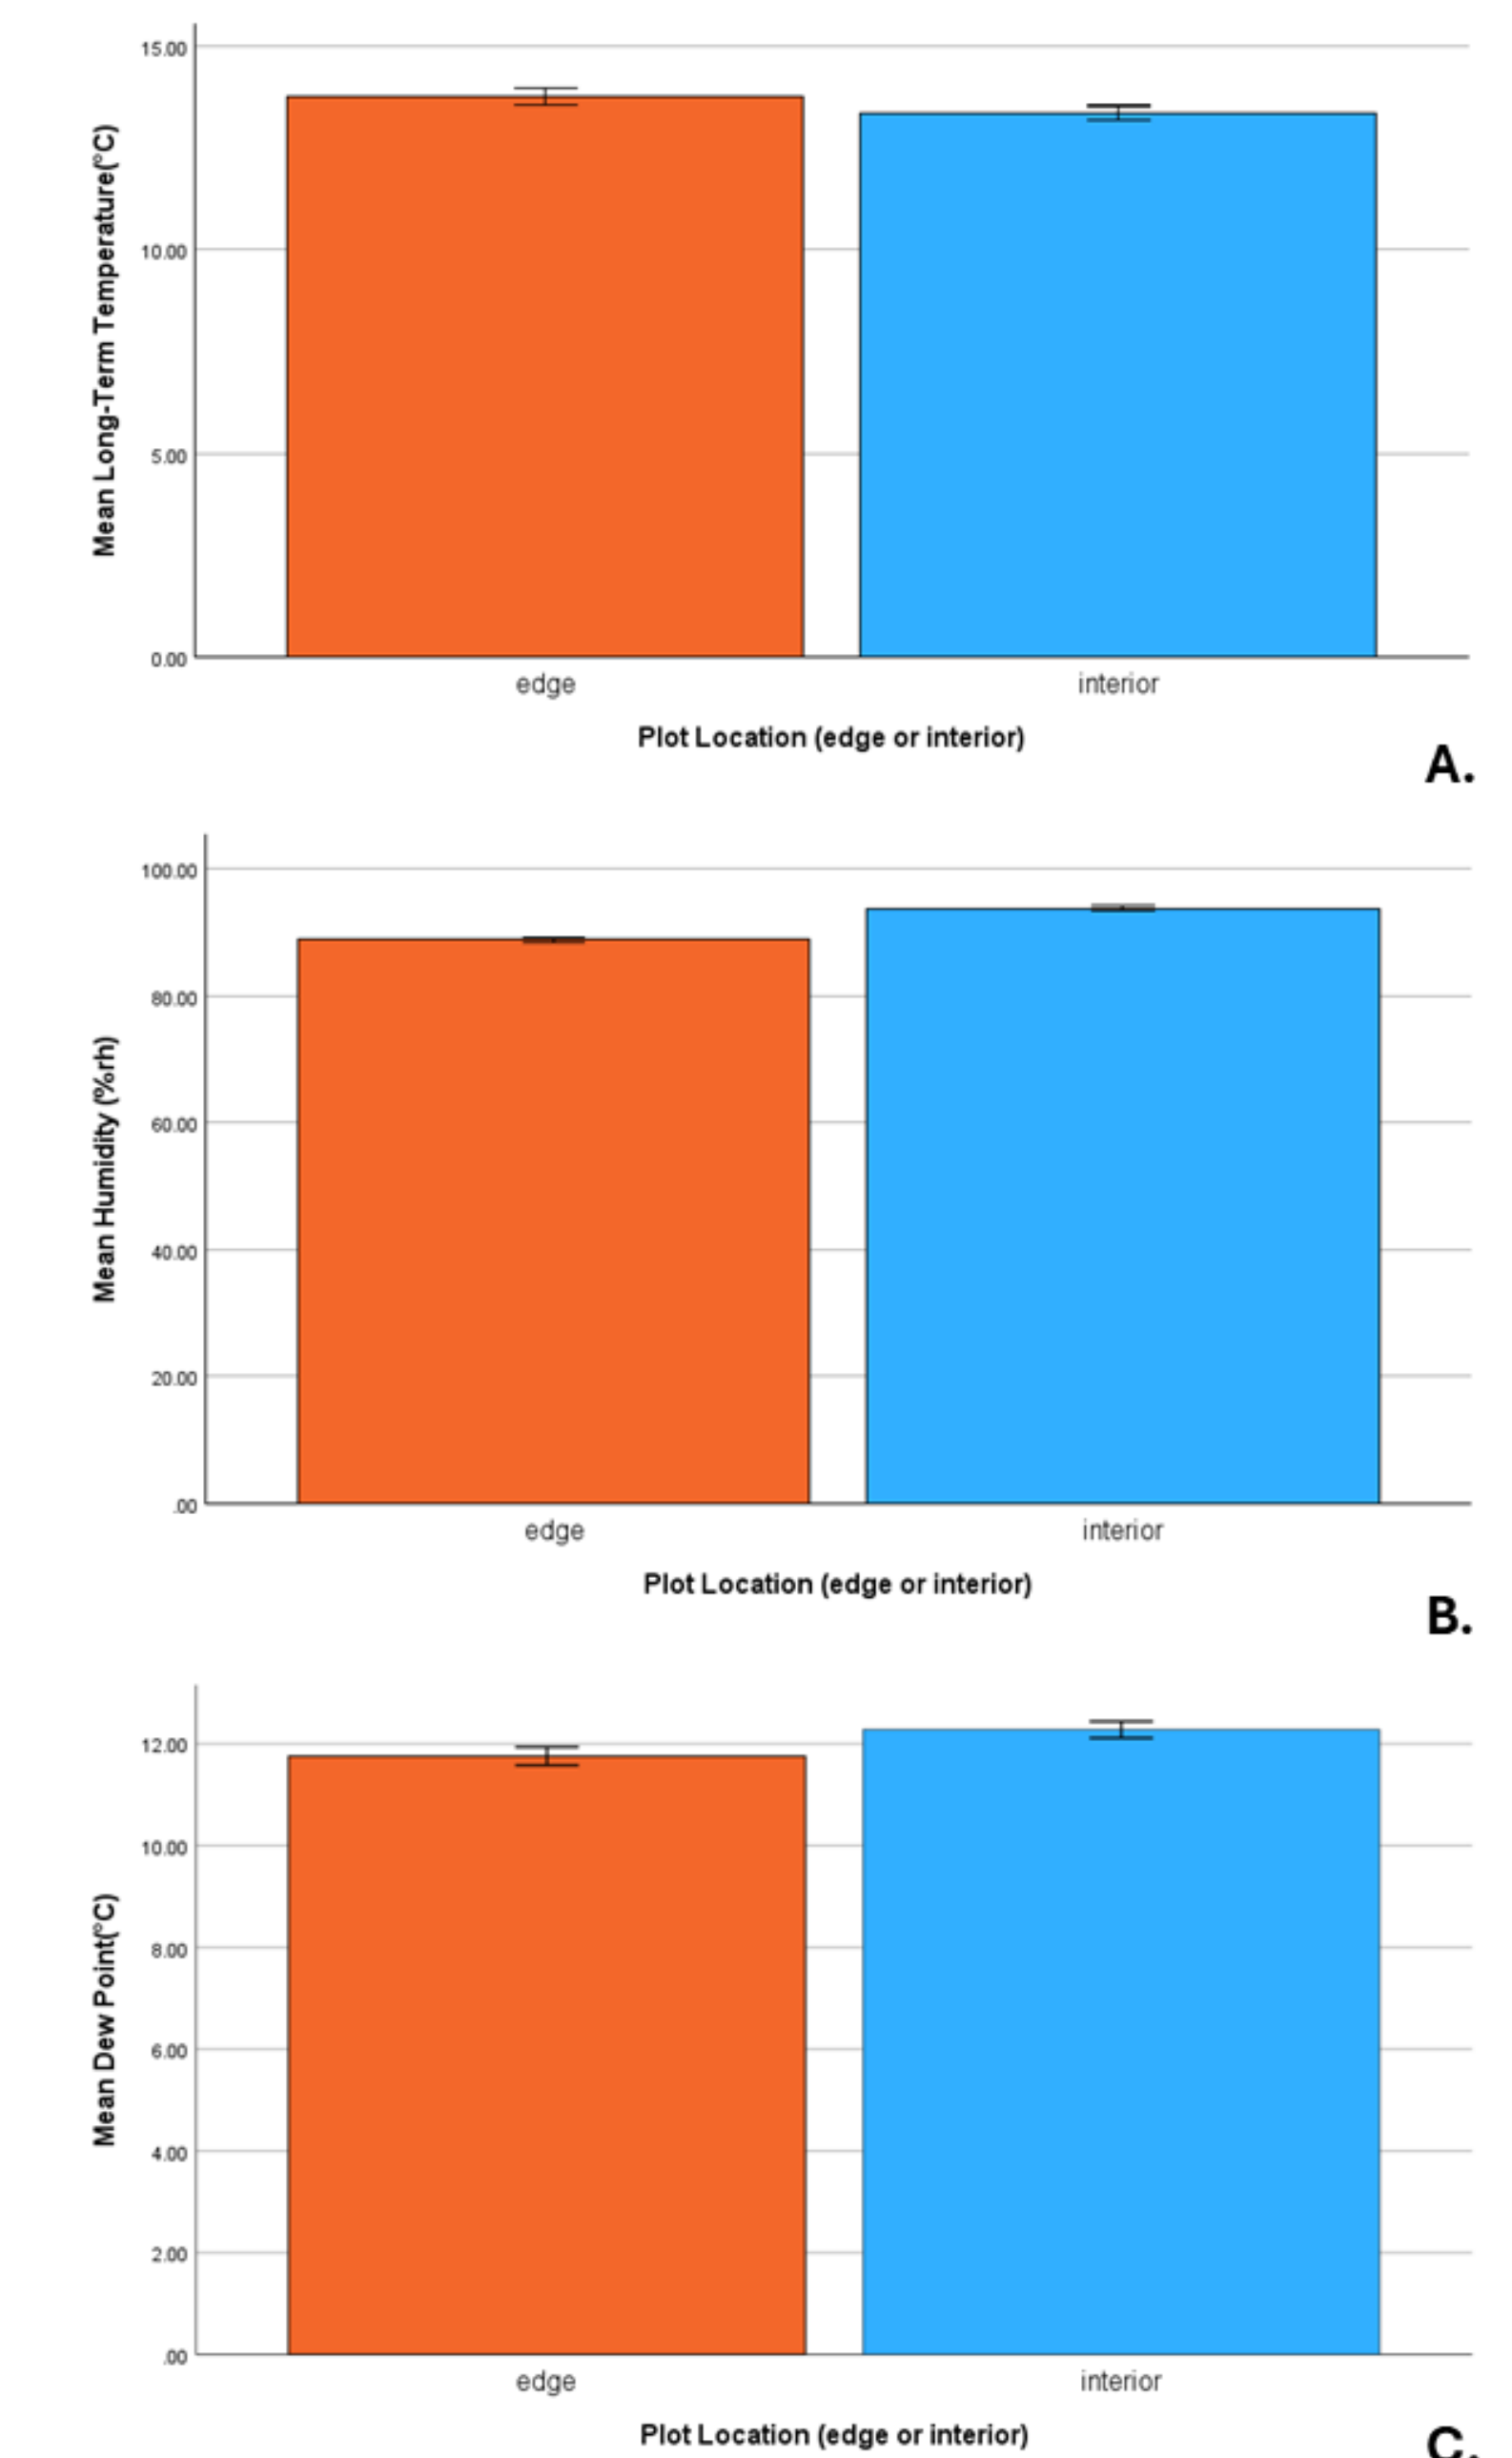 15.00
10.00
5.00
0.00
Mean Long-Term Temperature(°C)
edge interior
Plot Location (edge or interior)
A.
100.00
80.00
60.00
40.00
20.00
.00
Mean Humidity (%rh)
edge interior
Plot Location (edge or interior)
B.
12.00
10.00
8.00
6.00
4.00
2.00
.00
Mean Dew Point(°C)
edge interior
Plot Location (edge or interior)
C.